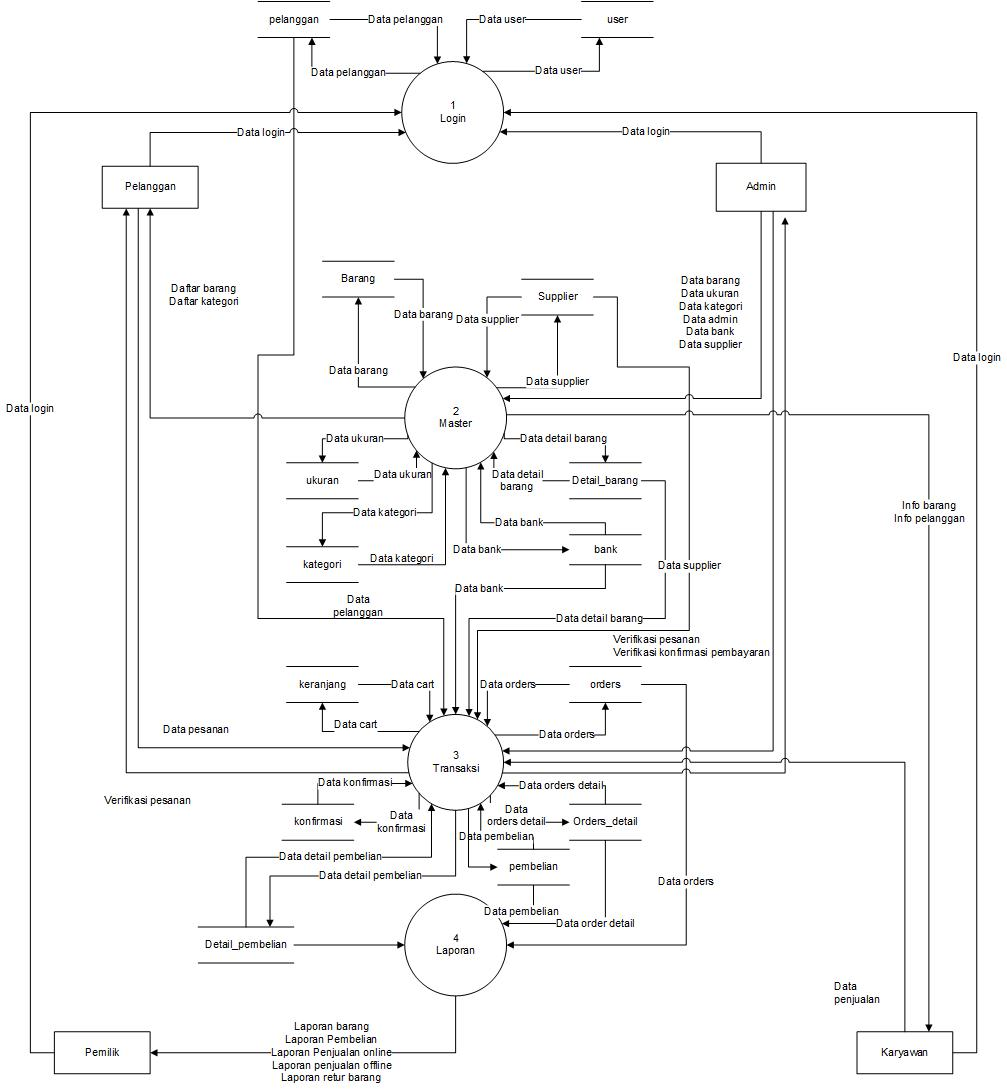 pelanggan
Data pelanggan
Data user
user
Data pelanggan
Data user
1
Login
Data login
Data login
Pelanggan
Admin
Daftar barang
Daftar kategori
Barang
Supplier
Data barang
Data ukuran
Data kategori
Data admin
Data bank
Data supplier
Data barang
Data supplier
Data login
Data barang
Data supplier
Data login
2
Master
Data ukuran
Data detail barang
ukuran
Data ukuran
Data detail
barang
Detail_barang
Info barang
Info pelanggan
Data kategori
Data bank
kategori
Data kategori
Data bank
bank
Data supplier
Data bank
Data
pelanggan
Data detail barang
Verifikasi pesanan
Verifikasi konfirmasi pembayaran
keranjang
Data cart
Data orders
orders
Data pesanan
Data cart
Data orders
3
Transaksi
Data konfirmasi
Data orders detail
Verifikasi pesanan
konfirmasi
Data
konfirmasi
Data
orders detail
Orders_detail
Data pembelian
Data detail pembelian
pembelian
Data detail pembelian
Data orders
Data pembelian
Data order detail
Detail_pembelian
4
Laporan
Data
penjualan
Pemilik
Laporan barang
Laporan Pembelian
Laporan Penjualan online
Laporan penjualan offline
Laporan retur barang
Karyawan